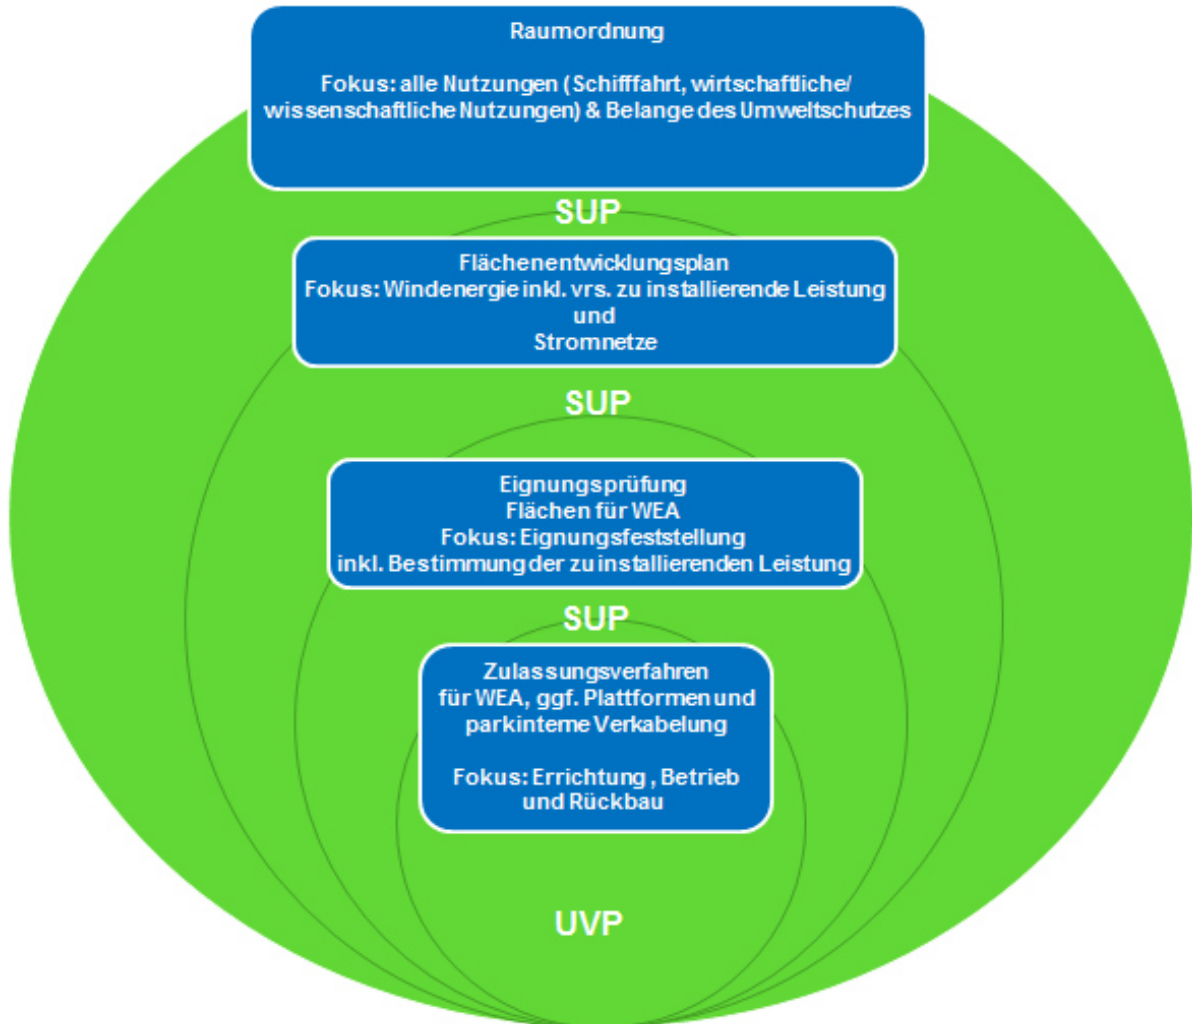 Raumordnung
Fokus: alle Nutzungen (Schifffahrt, wirtschaftliche/
wissenschaftliche Nutzungen) & Belange des Umweltschutzes
SUP
Flächenentwicklungsplan
Fokus: Windenergie inkl. vrs. zu installierende Leistung
und
Stromnetze
SUP
Eignungsprüfung
Flächen für WEA
Fokus: Eignungsfeststellung
inkl. Bestimmung der zu installierenden Leistung
SUP
Zulassungsverfahren
für WEA, ggf. Plattformen und
parkinterne Verkabelung
Fokus: Errichtung, Betrieb
und Rückbau
UVP